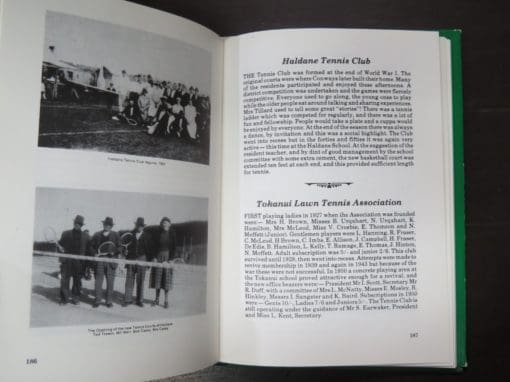 Haldane Tennis Club
The Opening of the new Tennis Courts at Haldane
186
Haldane Tennis Club
THE Tennis Club was formed at the end of World War I. The
original courts were where Conways later built their home. Many
of the residents participated and enjoyed these afternoons. A
district competition was undertaken and the games were fiercely
competitive. Everyone used to go along, the young ones to play
while the older people sat around talking and sharing experiences.
Mrs Tillard used to tell some great "stories"! There was a tennis
ladder which was competed for regularly, and there was a lot of
fun and fellowship. People would take a plate and a cuppa would
be enjoyed by everyone. At the end of the season there was always
a dance, by invitation and this was a social highlight. The Club
went into recess but in the forties and fifties it was again very
active — this time at the Haldane School. At the suggestion of the
resident teacher, and by dint of good management by the school
committee with some extra cement, the new basketball court was
extended ten feet at each end, and this provided sufficient length
for tennis.
Tokanui Lawn Tennis Association
FIRST playing ladies in 1927 when the Association was founded
were — Mrs H. Brown, Misses B. Urquhart, N. Urquhart, K.
Hamilton, Mrs McLeod, Miss V. Crosbie, E. Thomson and N.
Moffett (Junior). Gentlemen players were L. Hanning, R. Fraser,
C. McLeod, H Brown, C. Imba, E. Allison, J. Campbell, H. Fraser,
De Edie, B. Hamilton, L. Kelly, T. Ramage, E. Thomas, J. Hinton,
N. Moffett. Adult subscription was 5/- and junior 2/6. This club
survived until 1928, then went into recess. Attempts were made to
revive membership in 1939 and again in 1943 but because of the
war these were not successful. In 1950 a concrete playing area at
the Tokanui school proved attractive enough for a revival, and
the new office bearers were — President Mr I. Scott, Secretary Mr
R. Duff, with a committee of Mrs L. McNatty, Misses E. Mosley, R.
Hinkley, Messrs I. Sangster and K. Baird. Subscriptions in 1950
were — Gents 10/-, Ladies 7/6 and Juniors 5/-. The Tennis Club is
still operating under the guidance of Mr S. Earwaker, President
and Miss L. Kent, Secretary.
187